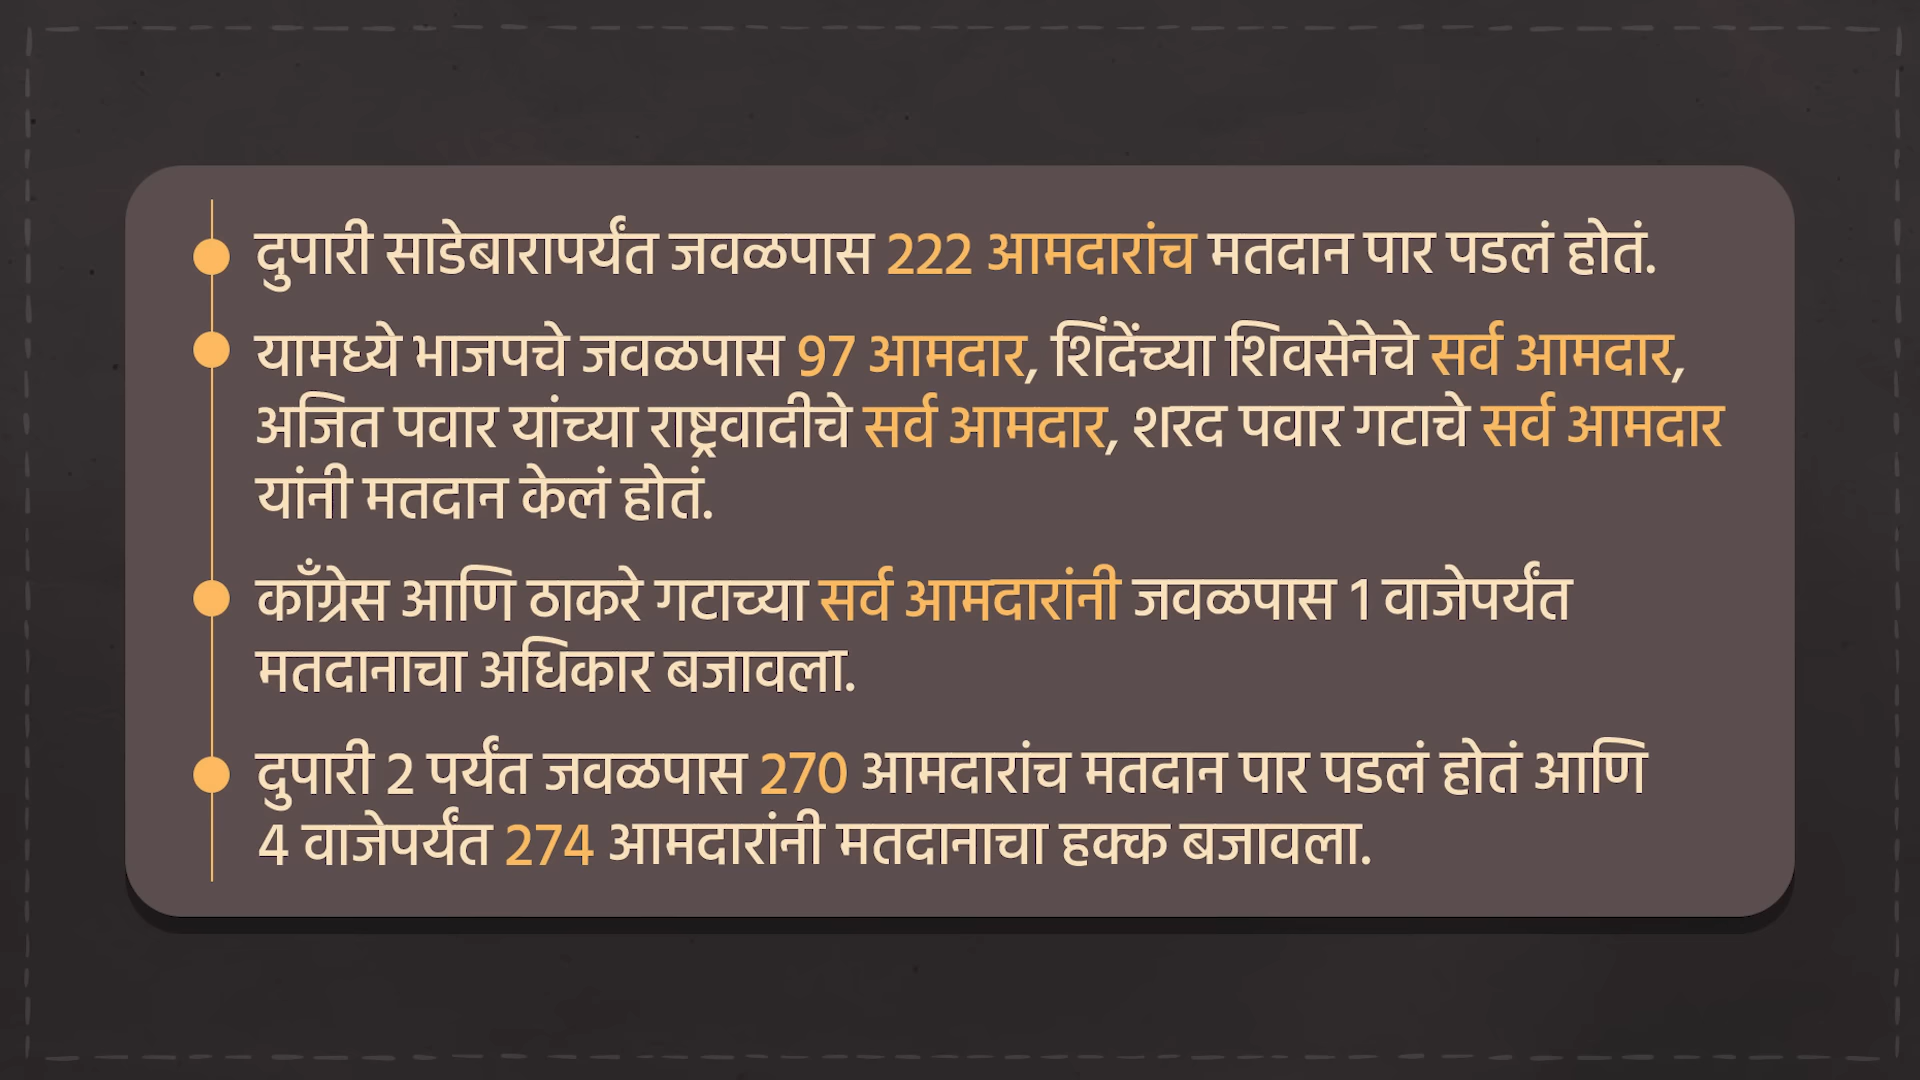 दुपारी साडेबारापर्यंत जवळपास 222 आमदारांच मतदान पार पडलं होतं.
यामध्ये भाजपचे जवळपास 97 आमदार, शिंदेंच्या शिवसेनेचे सर्व आमदार,
अजित पवार यांच्या राष्ट्रवादीचे सर्व आमदार, शरद पवार गटाचे सर्व आमदार
यांनी मतदान केलं होतं.
काँग्रेस आणि ठाकरे गटाच्या सर्व आमदारांनी जवळपास 1 वाजेपर्यंत
मतदानाचा अधिकार बजावला.
दुपारी 2 पर्यंत जवळपास 270 आमदारांच मतदान पार पडलं होतं आणि
4 वाजेपर्यंत 274 आमदारांनी मतदानाचा हक्क बजावला.